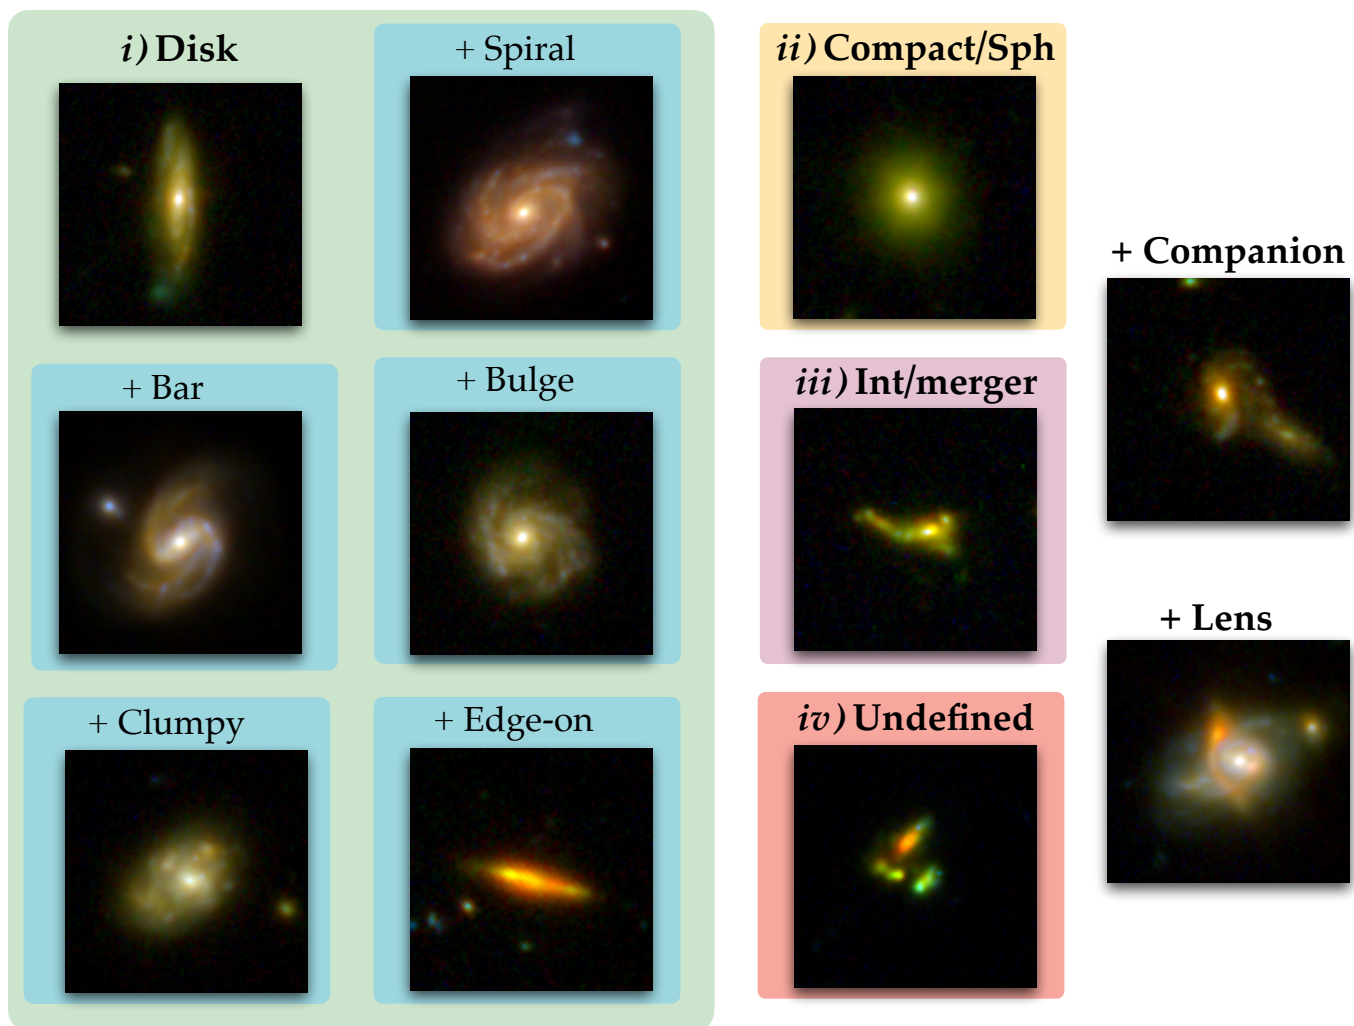 i) Disk
+ Spiral
+ Bar
+ Bulge
+ Clumpy
+ Edge-on
ii) Compact/Sph
iii) Int/merger
iv) Undefined
+ Companion
+ Lens